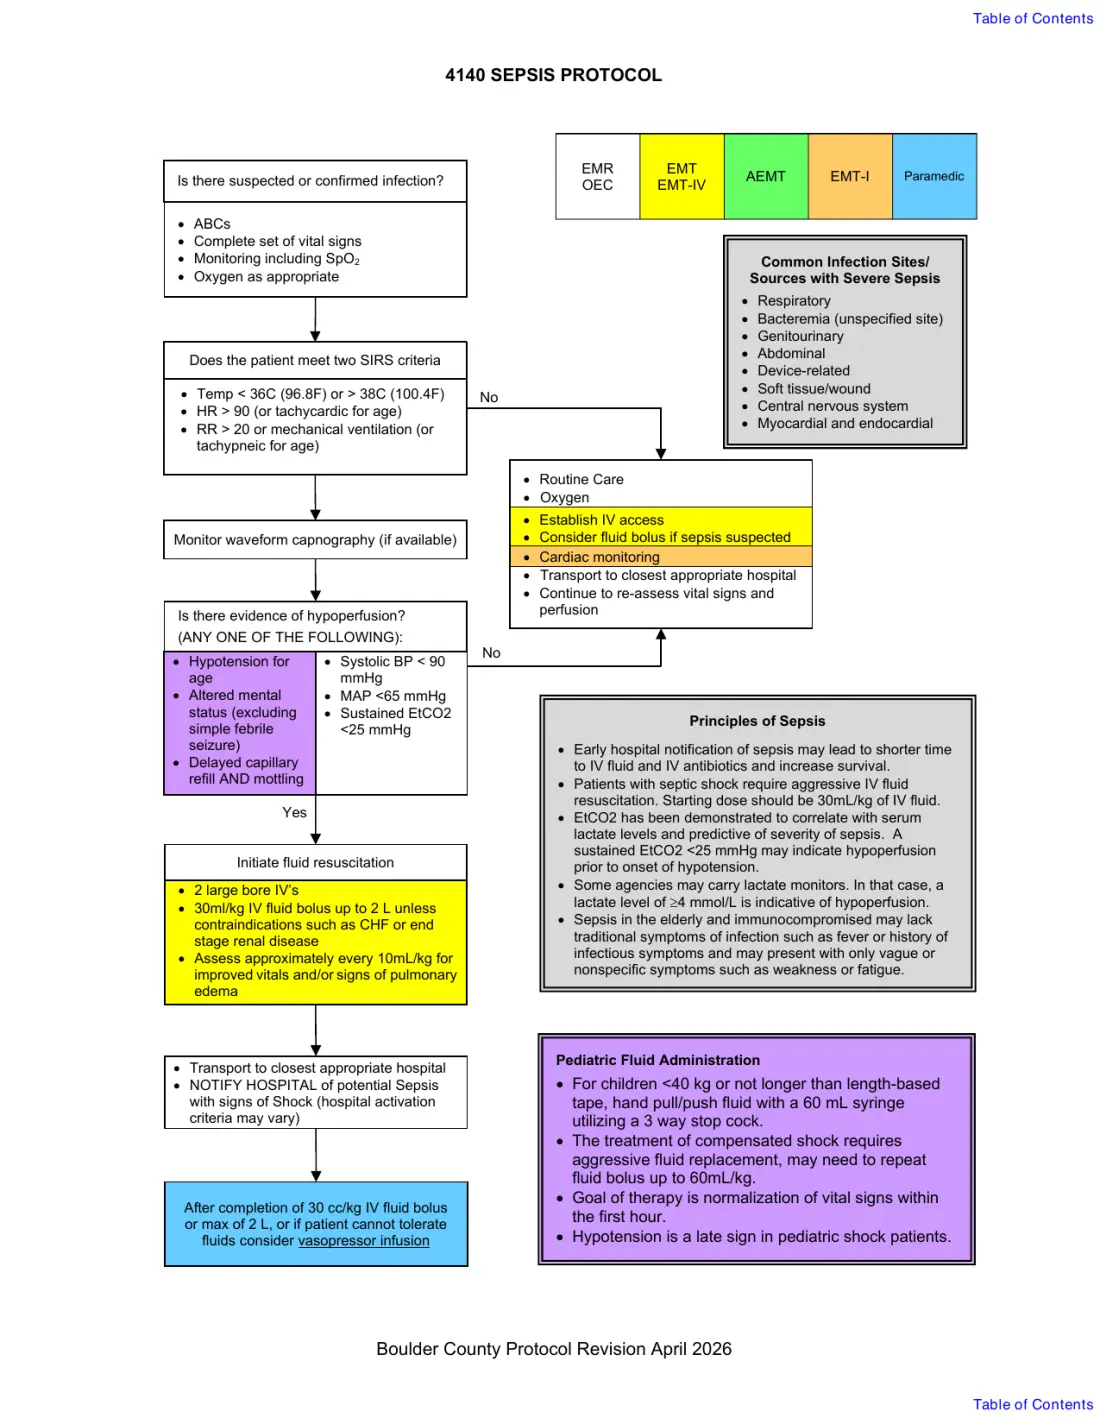 Table of Contents
4140 SEPSIS PROTOCOL
EMR
OEC
EMT
EMT-IV
AEMT
EMT-I
Paramedic
Is there suspected or confirmed infection?
• ABCs
• Complete set of vital signs
• Monitoring including SpO₂
• Oxygen as appropriate
Common Infection Sites/
Sources with Severe Sepsis
• Respiratory
• Bacteremia (unspecified site)
• Genitourinary
• Abdominal
• Device-related
• Soft tissue/wound
• Central nervous system
• Myocardial and endocardial
Does the patient meet two SIRS criteria
• Temp < 36C (96.8F) or > 38C (100.4F)
• HR > 90 (or tachycardic for age)
• RR > 20 or mechanical ventilation (or
tachypneic for age)
No
• Routine Care
• Oxygen
• Establish IV access
• Consider fluid bolus if sepsis suspected
• Cardiac monitoring
• Transport to closest appropriate hospital
• Continue to re-assess vital signs and
perfusion
Monitor waveform capnography (if available)
Is there evidence of hypoperfusion?
(ANY ONE OF THE FOLLOWING):
• Hypotension for
age
• Altered mental
status (excluding
simple febrile
seizure)
• Delayed capillary
refill AND mottling
• Systolic BP < 90
mmHg
• MAP <65 mmHg
• Sustained EtCO2
<25 mmHg
No
Yes
Principles of Sepsis
• Early hospital notification of sepsis may lead to shorter time
to IV fluid and IV antibiotics and increase survival.
• Patients with septic shock require aggressive IV fluid
resuscitation. Starting dose should be 30mL/kg of IV fluid.
• EtCO2 has been demonstrated to correlate with serum
lactate levels and predictive of severity of sepsis.  A
sustained EtCO2 <25 mmHg may indicate hypoperfusion
prior to onset of hypotension.
• Some agencies may carry lactate monitors. In that case, a
lactate level of ≥4 mmol/L is indicative of hypoperfusion.
• Sepsis in the elderly and immunocompromised may lack
traditional symptoms of infection such as fever or history of
infectious symptoms and may present with only vague or
nonspecific symptoms such as weakness or fatigue.
Initiate fluid resuscitation
• 2 large bore IV's
• 30ml/kg IV fluid bolus up to 2 L unless
contraindications such as CHF or end
stage renal disease
• Assess approximately every 10mL/kg for
improved vitals and/or signs of pulmonary
edema
• Transport to closest appropriate hospital
• NOTIFY HOSPITAL of potential Sepsis
with signs of Shock (hospital activation
criteria may vary)
After completion of 30 cc/kg IV fluid bolus
or max of 2 L, or if patient cannot tolerate
fluids consider vasopressor infusion
Pediatric Fluid Administration
• For children <40 kg or not longer than length-based
tape, hand pull/push fluid with a 60 mL syringe
utilizing a 3 way stop cock.
• The treatment of compensated shock requires
aggressive fluid replacement, may need to repeat
fluid bolus up to 60mL/kg.
• Goal of therapy is normalization of vital signs within
the first hour.
• Hypotension is a late sign in pediatric shock patients.
Boulder County Protocol Revision April 2026
Table of Contents